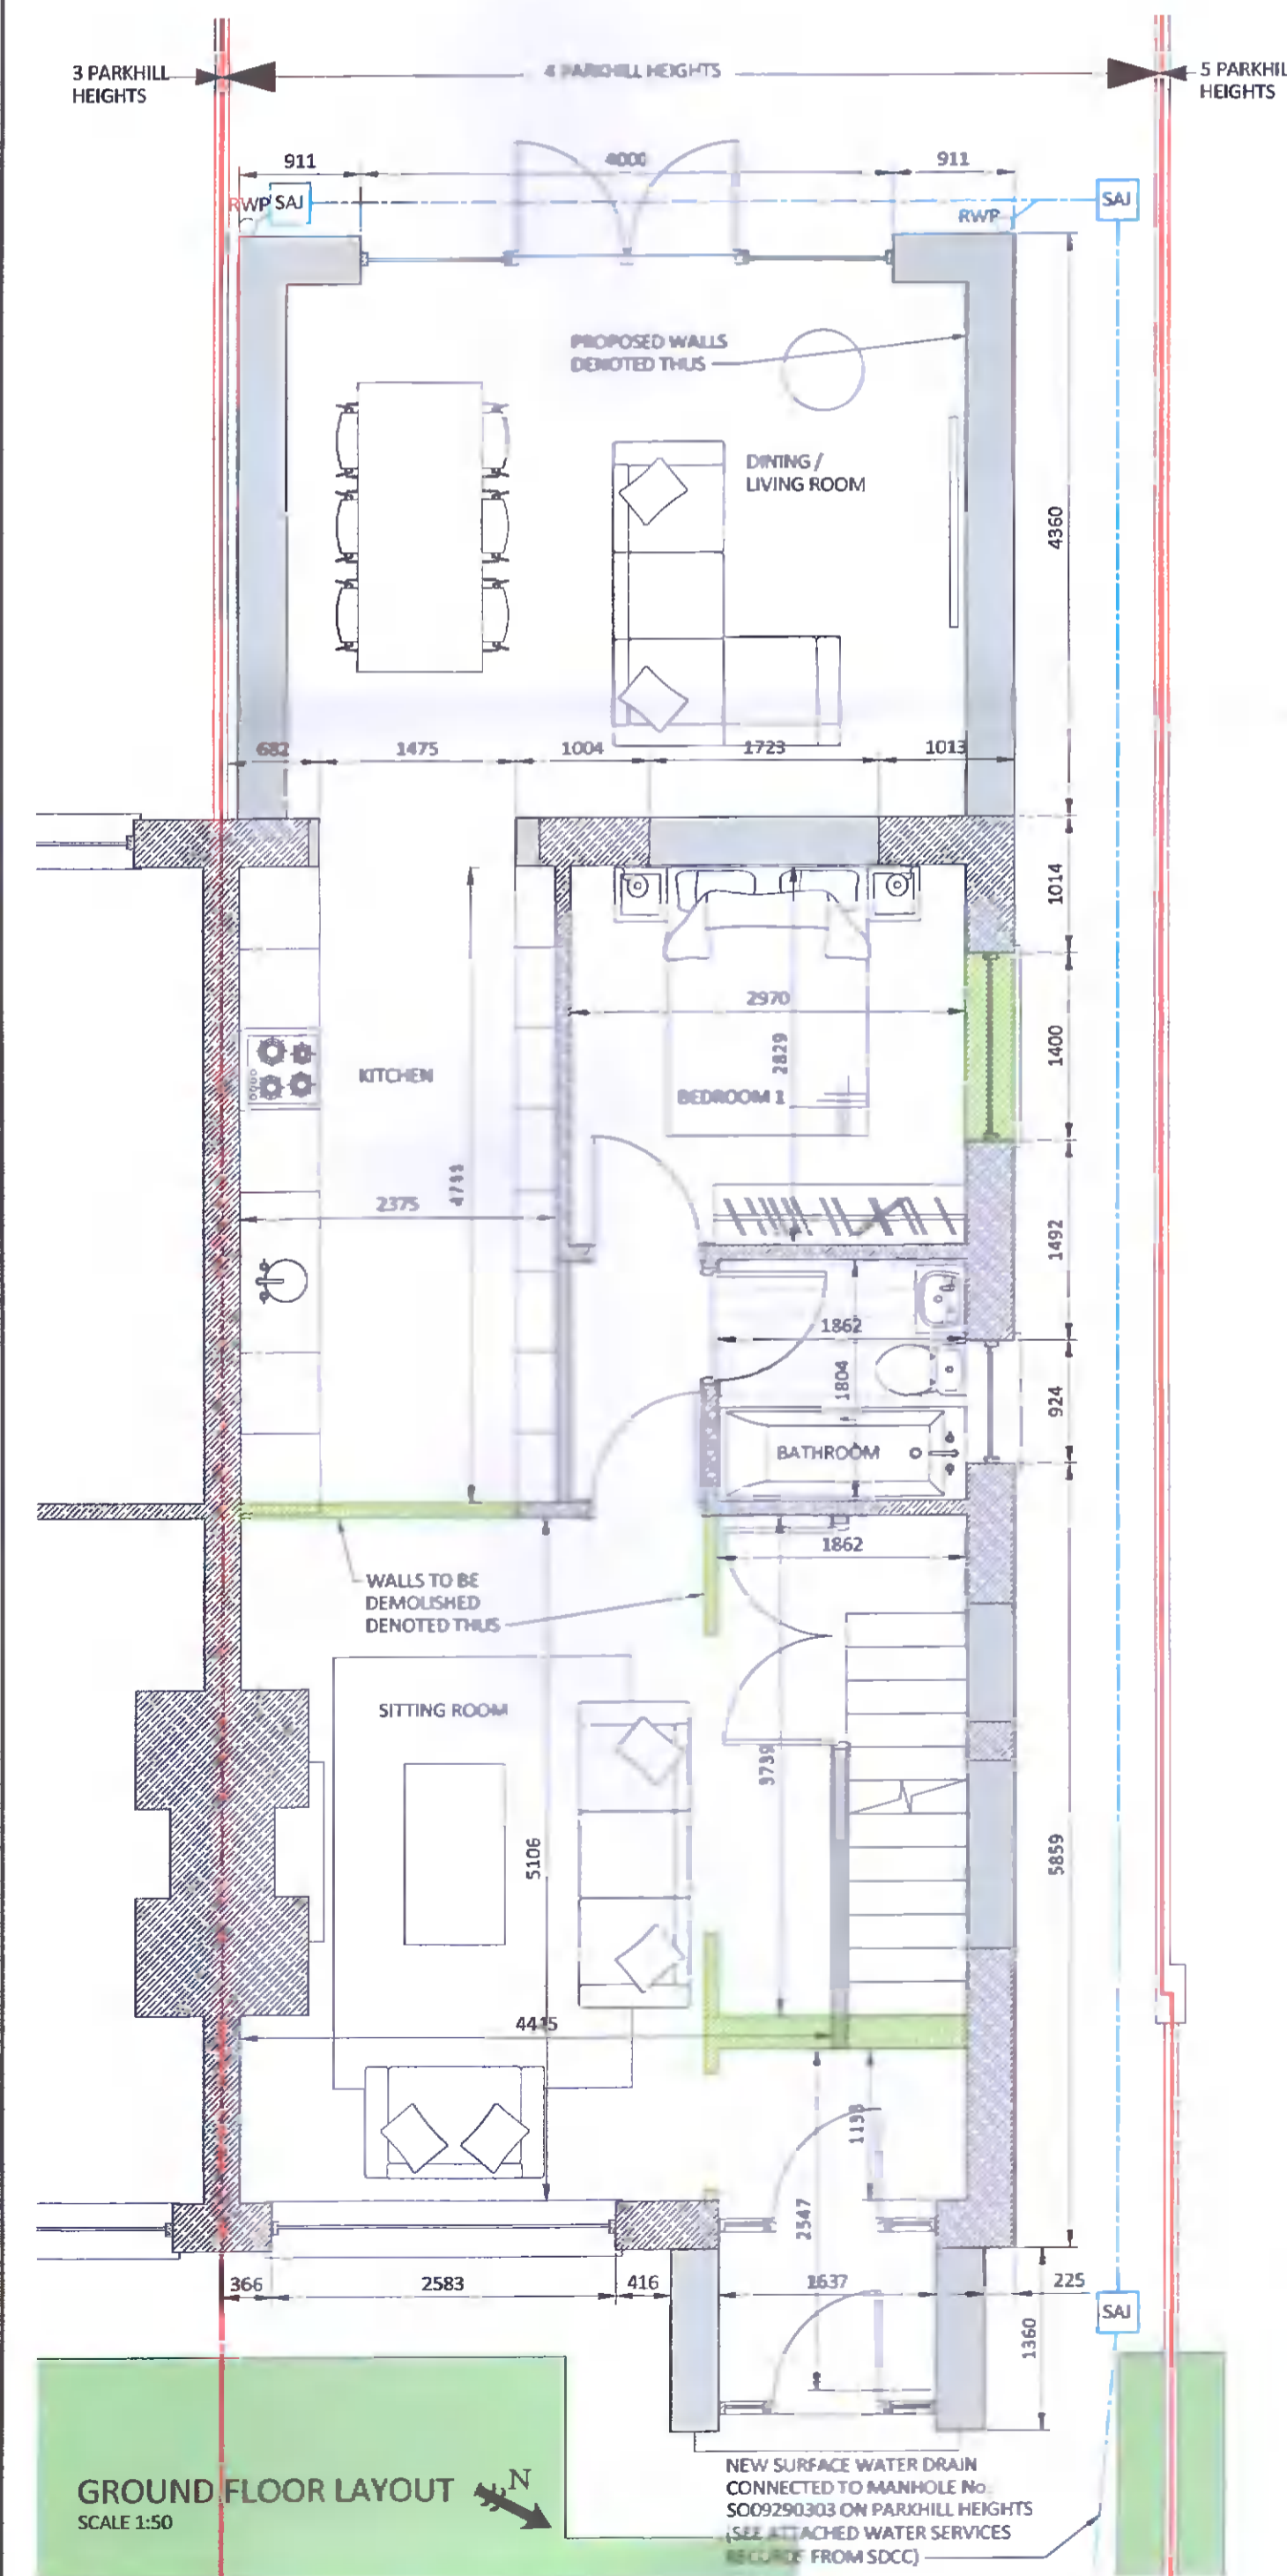 3 PARKHILL
HEIGHTS
4 PARKHILL HEIGHTS
5 PARKHIL
HEIGHTS
911
4000
911
RWP
SAJ
RWP
SAJ
PROPOSED WALLS
DENOTED THUS
DINING /
LIVING ROOM
4360
682
1475
1004
1723
1013
1014
2970
2829
1400
KITCHEN
BEDROOM 1
2375
1492
1862
1804
924
BATHROOM
1862
WALLS TO BE
DEMOLISHED
DENOTED THUS
SITTING ROOM
3739
5106
5859
4415
1198
2547
366
2583
416
1637
225
SAJ
1360
GROUND FLOOR LAYOUT
N
SCALE 1:50
NEW SURFACE WATER DRAIN
CONNECTED TO MANHOLE No
SO09290303 ON PARKHILL HEIGHTS
(SEE ATTACHED WATER SERVICES
FROM SDCC)